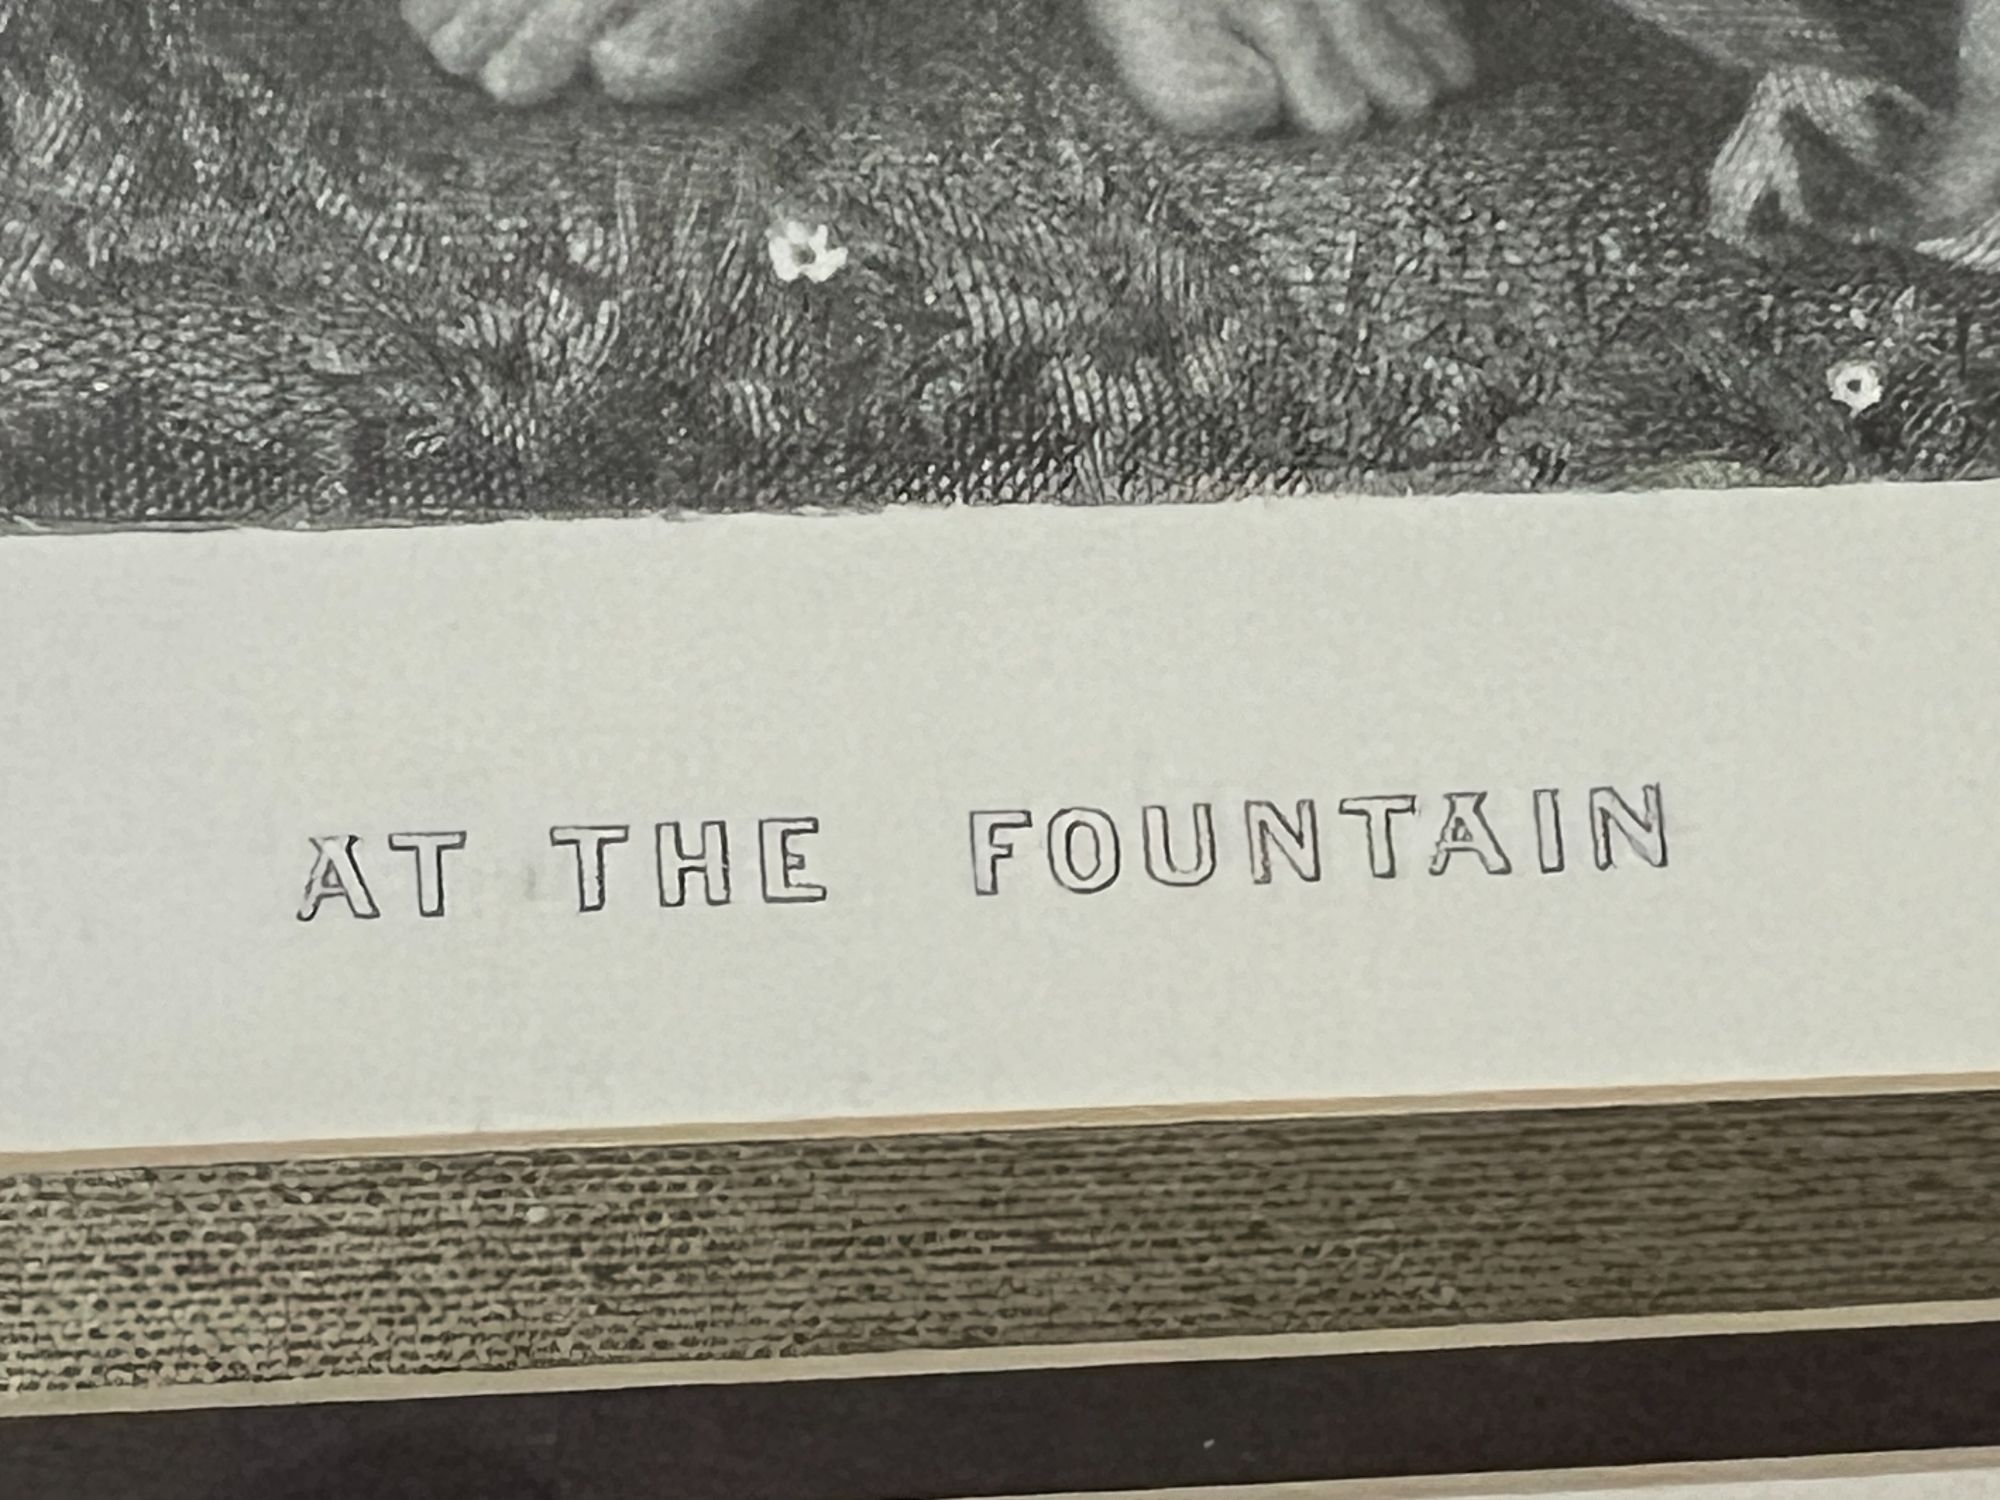 AT THE FOUNTAIN